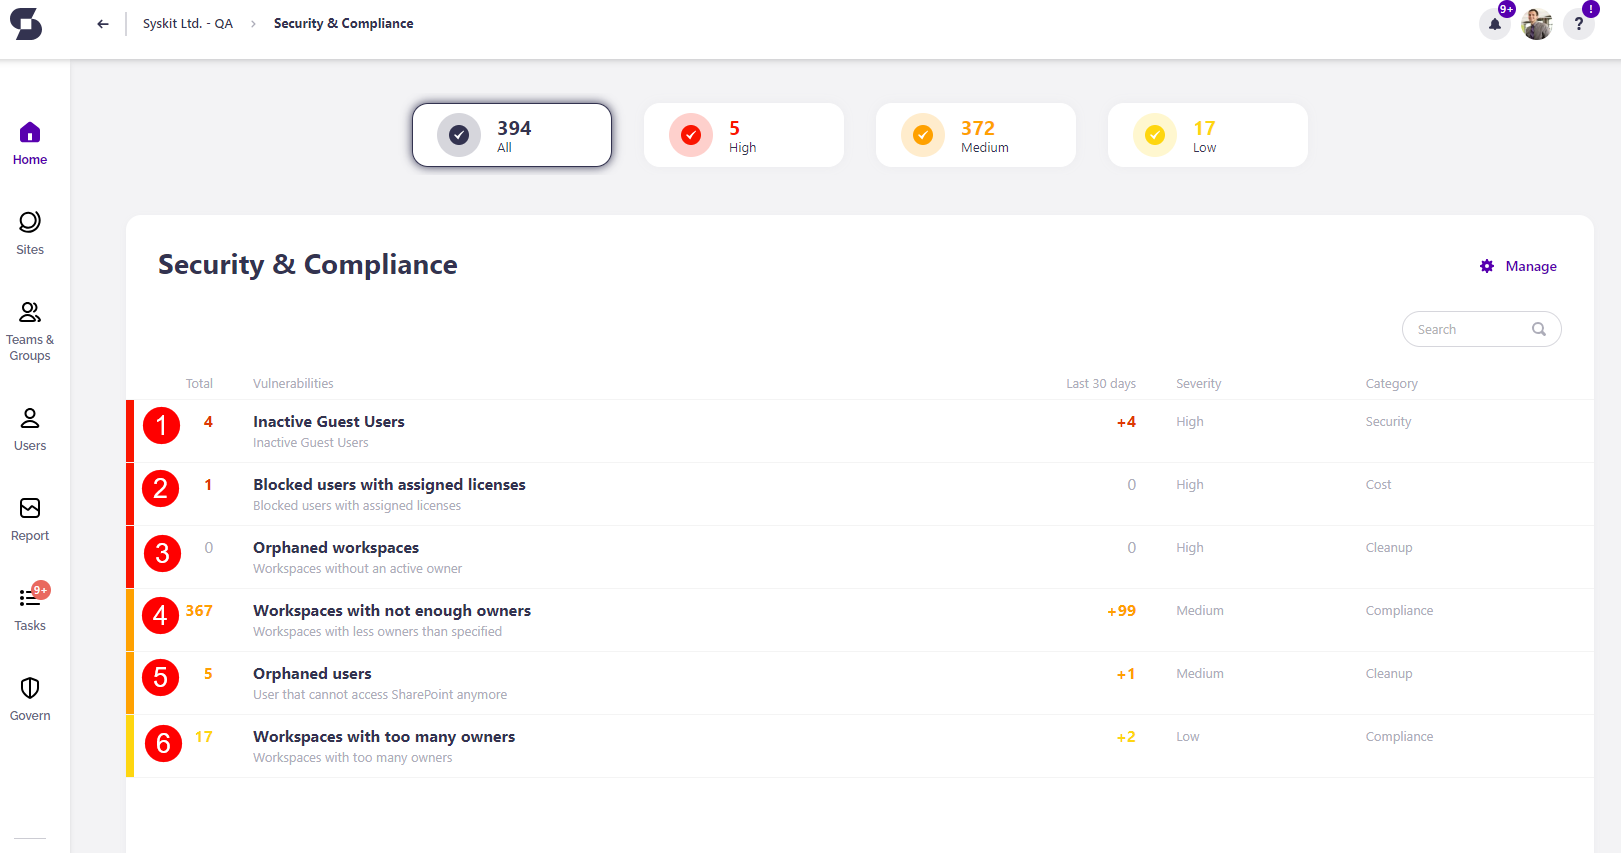 Syskit Ltd. - QA > Security & Compliance
9+
!
?
Home
Sites
Teams &
Groups
Users
Report
9+
Tasks
Govern
394
All
5
High
372
Medium
17
Low
Security & Compliance
Manage
Search
Total Vulnerabilities Last 30 days Severity Category
1 4 Inactive Guest Users +4 High Security
Inactive Guest Users
2 1 Blocked users with assigned licenses 0 High Cost
Blocked users with assigned licenses
3 0 Orphaned workspaces 0 High Cleanup
Workspaces without an active owner
4 367 Workspaces with not enough owners +99 Medium Compliance
Workspaces with less owners than specified
5 5 Orphaned users +1 Medium Cleanup
User that cannot access SharePoint anymore
6 17 Workspaces with too many owners +2 Low Compliance
Workspaces with too many owners